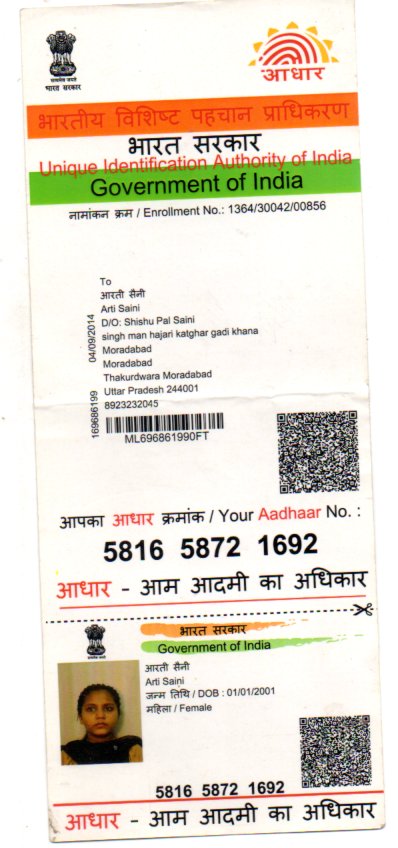 भारत सरकार
आधार
भारतीय विशिष्ट पहचान प्राधिकरण
भारत सरकार
Unique Identification Authority of India
Government of India
नामांकन क्रम / Enrollment No.: 1364/30042/00856
To
आरती सैनी
Arti Saini
D/O: Shishu Pal Saini
singh man hajari katghar gadi khana
Moradabad
Moradabad
Thakurdwara Moradabad
Uttar Pradesh 244001
8923232045
169686199
04/09/2014
ML696861990FT
आपका आधार क्रमांक / Your Aadhaar No. :
5816 5872 1692
आधार - आम आदमी का अधिकार
भारत सरकार
Government of India
आरती सैनी
Arti Saini
जन्म तिथि / DOB : 01/01/2001
महिला / Female
5816 5872 1692
आधार - आम आदमी का अधिकार